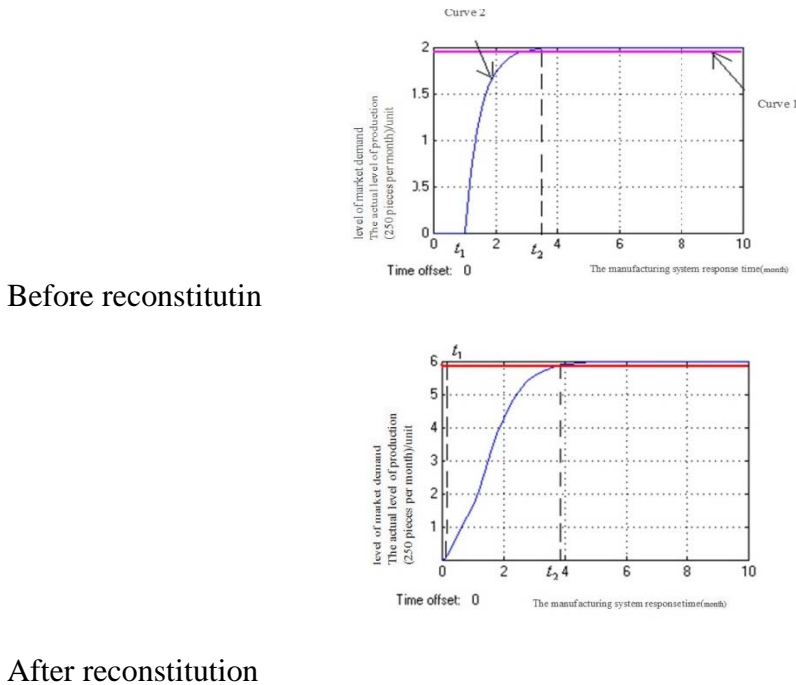 Curve 2
2
1.5
1
0.5
0
level of market demand
The actual level of production
(250 pieces per month)/unit
Curve 1
0 t1 2 t2 4 6 8 10
Time offset: 0
The manufacturing system response time(month)
Before reconstitutin
t1
6
5
4
3
2
1
level of market demand
The actual level of production
(250 pieces per month)/unit
0 2 t2 4 6 8 10
Time offset: 0
The manufacturing system responsetime(month)
After reconstitution